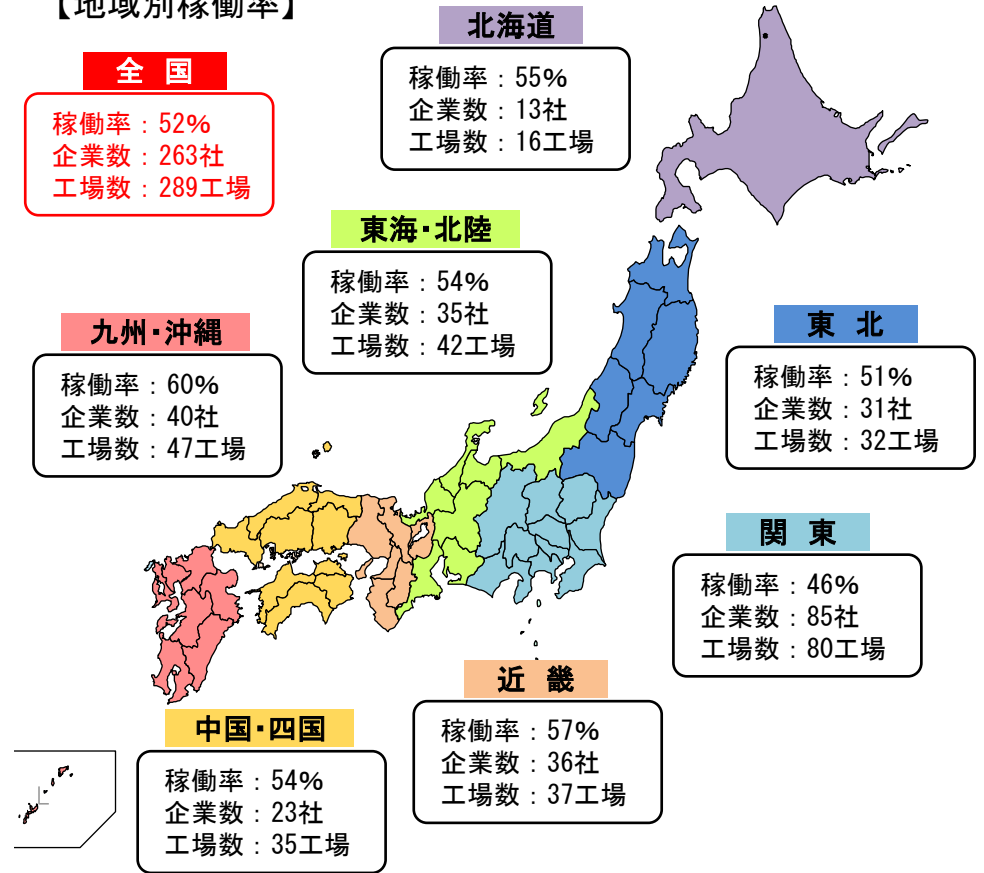 【地域別稼働率】
北海道
稼働率：55%
企業数：13社
工場数：16工場
全 国
稼働率：52%
企業数：263社
工場数：289工場
東海・北陸
稼働率：54%
企業数：35社
工場数：42工場
九州・沖縄
稼働率：60%
企業数：40社
工場数：47工場
東 北
稼働率：51%
企業数：31社
工場数：32工場
関 東
稼働率：46%
企業数：85社
工場数：80工場
近 畿
稼働率：57%
企業数：36社
工場数：37工場
中国・四国
稼働率：54%
企業数：23社
工場数：35工場